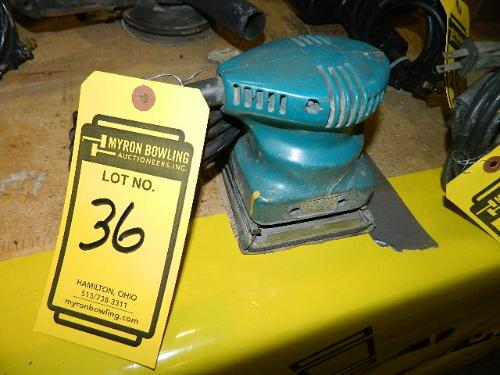 MYRON BOWLING
AUCTIONEERS, INC.
LOT NO.
36
HAMILTON, OHIO
513/738-3311
myronbowling.com